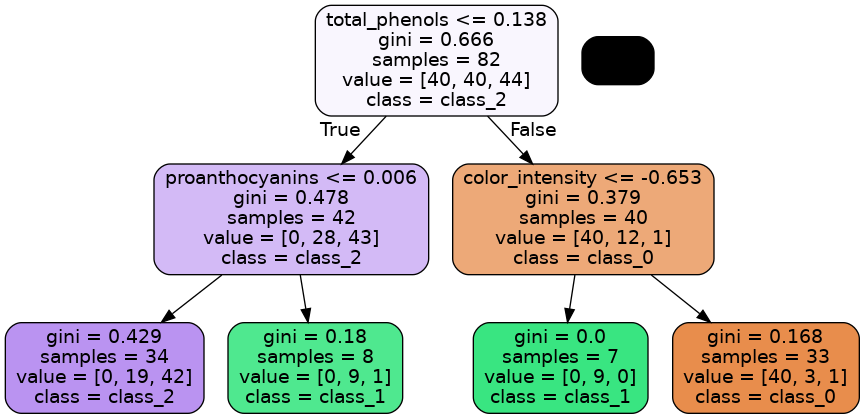 total_phenols <= 0.138
gini = 0.666
samples = 82
value = [40, 40, 44]
class = class_2
True
False
proanthocyanins <= 0.006
gini = 0.478
samples = 42
value = [0, 28, 43]
class = class_2
color_intensity <= -0.653
gini = 0.379
samples = 40
value = [40, 12, 1]
class = class_0
gini = 0.429
samples = 34
value = [0, 19, 42]
class = class_2
gini = 0.18
samples = 8
value = [0, 9, 1]
class = class_1
gini = 0.0
samples = 7
value = [0, 9, 0]
class = class_1
gini = 0.168
samples = 33
value = [40, 3, 1]
class = class_0